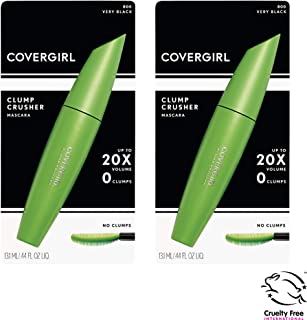 800
VERY BLACK
COVERGIRL
CLUMP
CRUSHER
MASCARA
COVERGIRL
UP TO
20X
VOLUME
0 CLUMPS
NO CLUMPS
13.1 ML/.44 FL OZ LIQ.
800
VERY BLACK
COVERGIRL
CLUMP
CRUSHER
MASCARA
COVERGIRL
UP TO
20X
VOLUME
0 CLUMPS
NO CLUMPS
13.1 ML/.44 FL OZ LIQ.
Cruelty Free
INTERNATIONAL